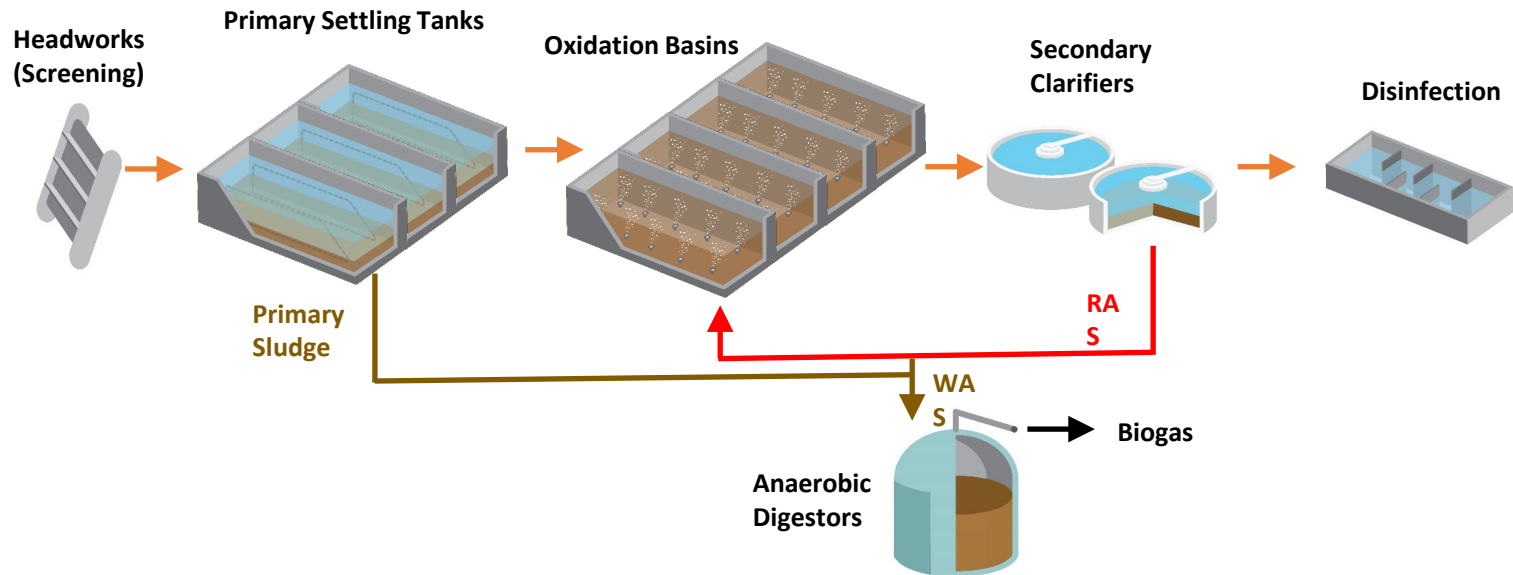 Headworks
(Screening)
Primary Settling Tanks
Oxidation Basins
Secondary
Clarifiers
Disinfection
Primary
Sludge
RA
S
WA
S
Biogas
Anaerobic
Digestors